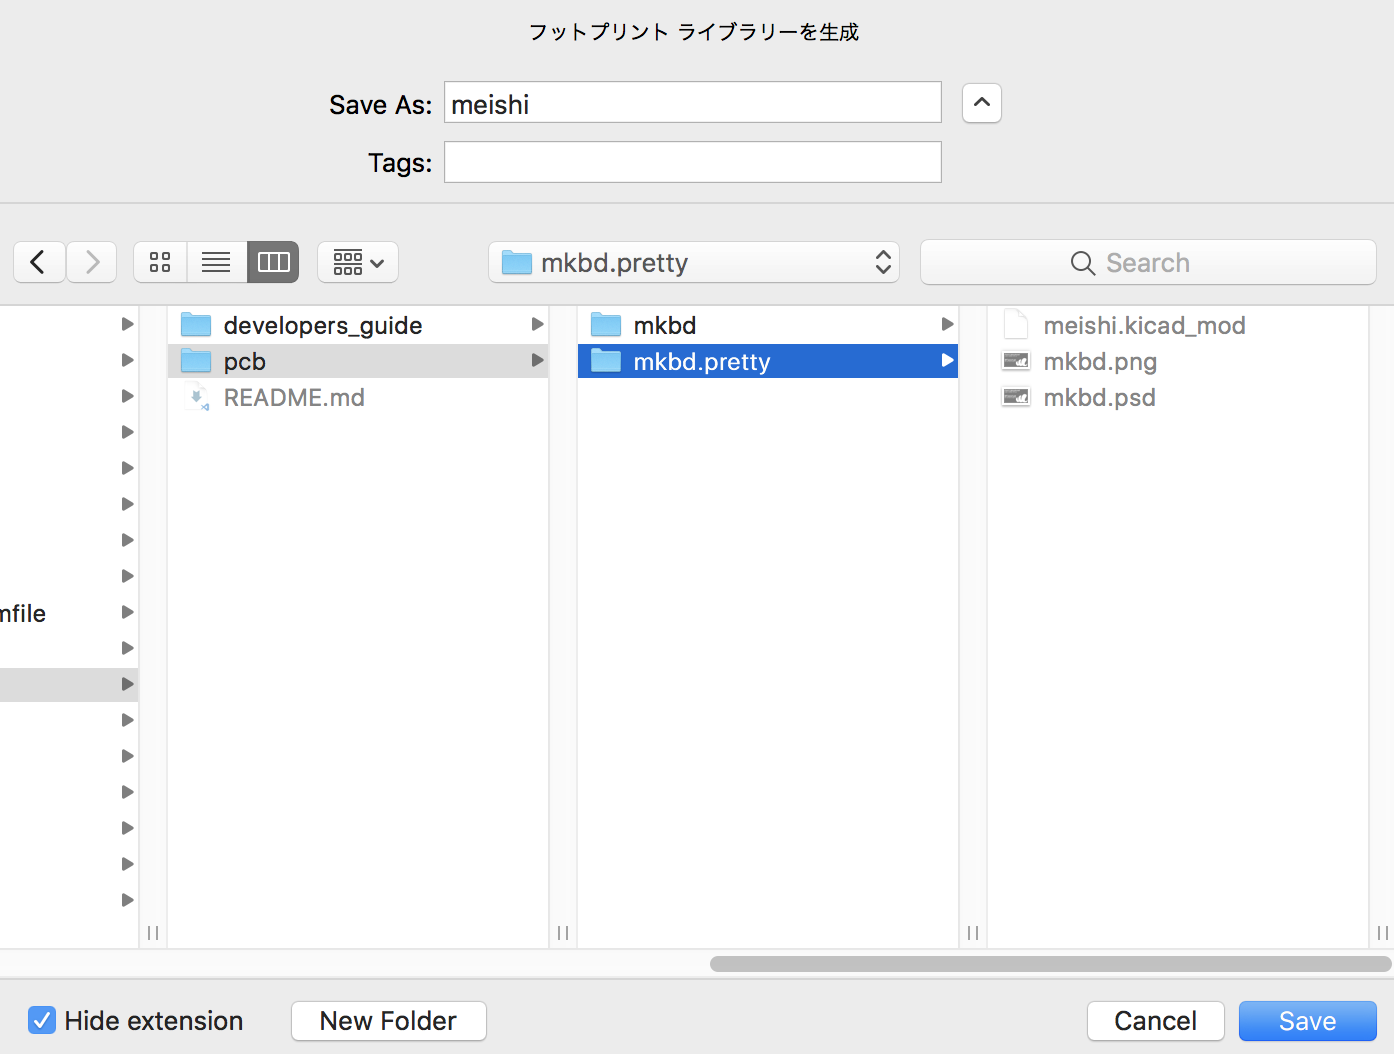 フットプリント ライブラリーを生成
Save As: meishi
Tags:
mkbd.pretty
Search
mfile
developers_guide
pcb
README.md
mkbd
mkbd.pretty
meishi.kicad_mod
mkbd.png
mkbd.psd
Hide extension
New Folder
Cancel
Save